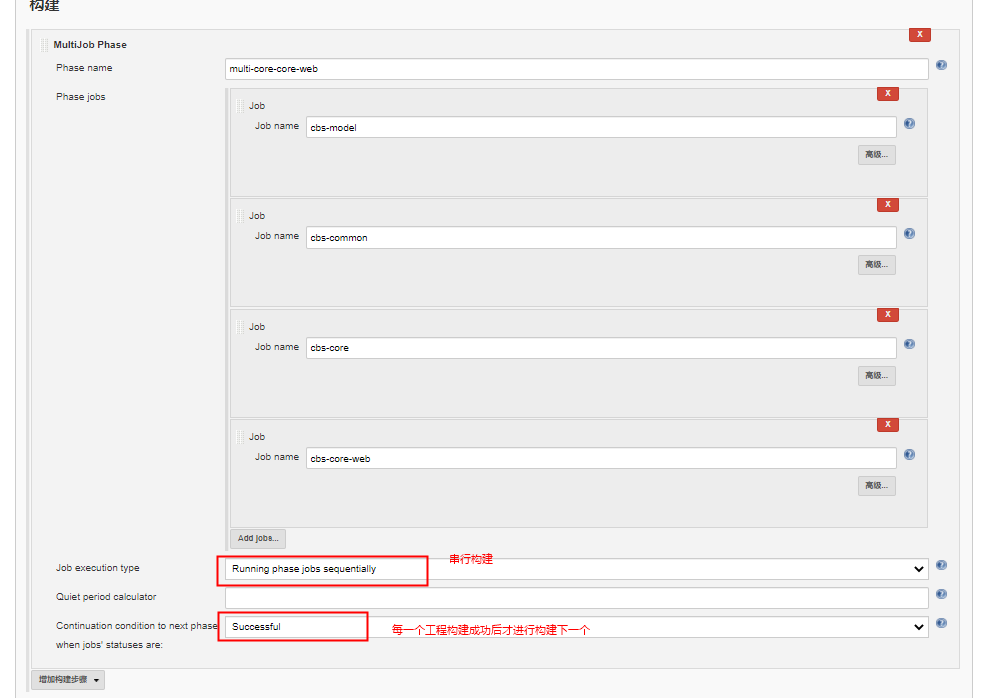 构建
MultiJob Phase
X
Phase name
multi-core-core-web
Phase jobs
X
Job
Job name
cbs-model
高级...
X
Job
Job name
cbs-common
高级...
X
Job
Job name
cbs-core
高级...
X
Job
Job name
cbs-core-web
高级...
Add jobs...
串行构建
Job execution type
Running phase jobs sequentially
Quiet period calculator
Continuation condition to next phase
when jobs' statuses are:
Successful
每一个工程构建成功后才进行构建下一个
增加构建步骤